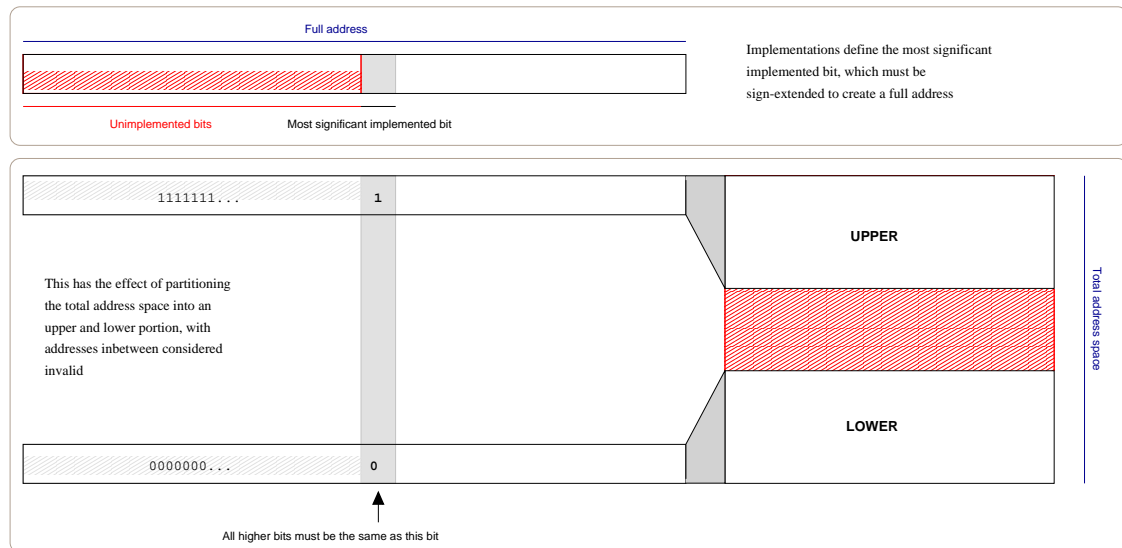 Full address
Implementations define the most significant
implemented bit, which must be
sign-extended to create a full address
Unimplemented bits
Most significant implemented bit
1111111...
1
UPPER
This has the effect of partitioning
the total address space into an
upper and lower portion, with
addresses inbetween considered
invalid
Total address space
LOWER
0000000...
0
All higher bits must be the same as this bit